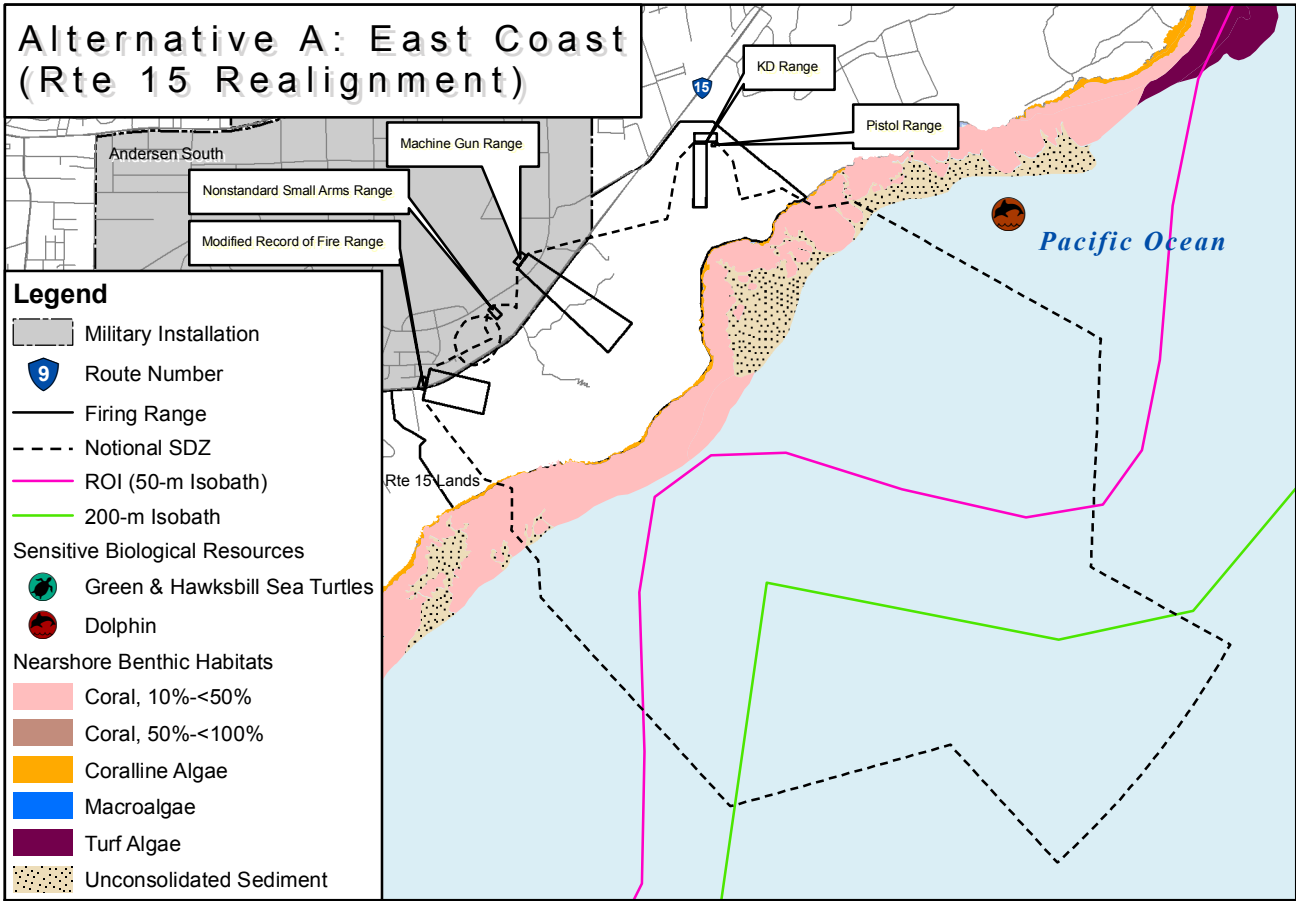 Alternative A: East Coast
(Rte 15 Realignment)
KD Range
15
Pistol Range
Machine Gun Range
Andersen South
Nonstandard Small Arms Range
Modified Record of Fire Range
Pacific Ocean
Rte 15 Lands
Legend
Military Installation
9
Route Number
Firing Range
Notional SDZ
ROI (50-m Isobath)
200-m Isobath
Sensitive Biological Resources
Green & Hawksbill Sea Turtles
Dolphin
Nearshore Benthic Habitats
Coral, 10%-<50%
Coral, 50%-<100%
Coralline Algae
Macroalgae
Turf Algae
Unconsolidated Sediment